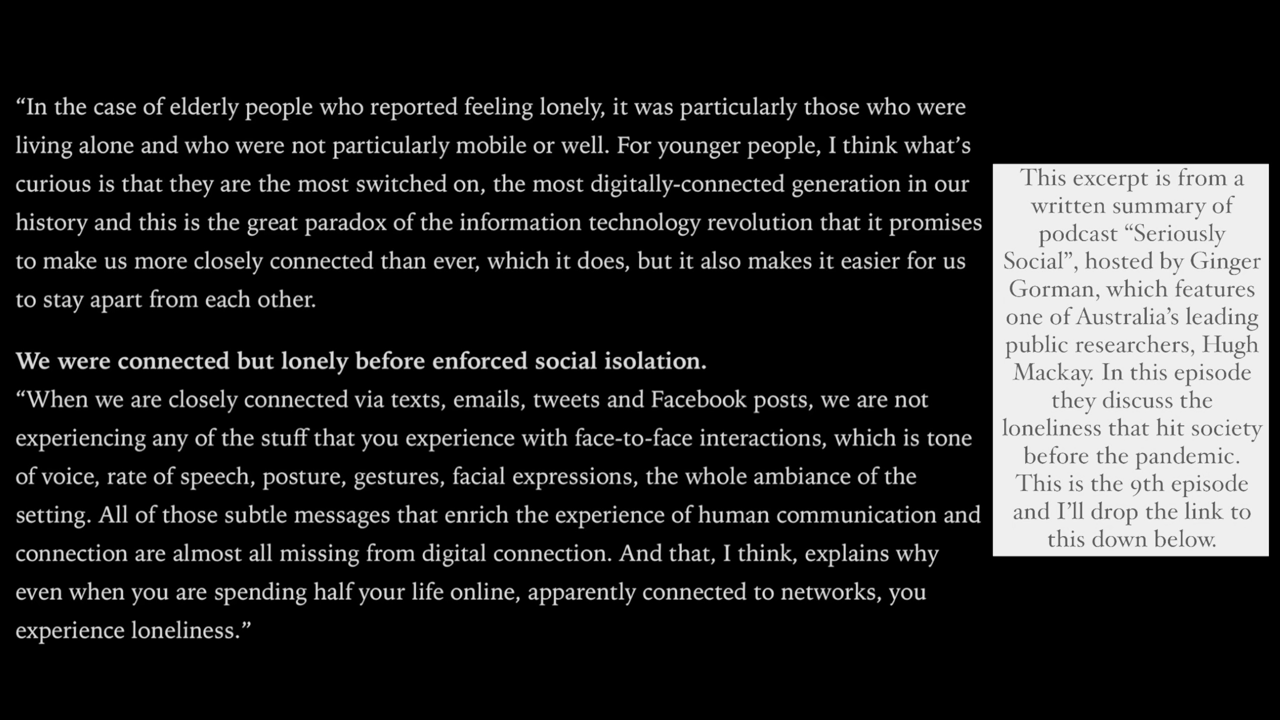 “In the case of elderly people who reported feeling lonely, it was particularly those who were
living alone and who were not particularly mobile or well. For younger people, I think what’s
curious is that they are the most switched on, the most digitally-connected generation in our
history and this is the great paradox of the information technology revolution that it promises
to make us more closely connected than ever, which it does, but it also makes it easier for us
to stay apart from each other.
We were connected but lonely before enforced social isolation.
“When we are closely connected via texts, emails, tweets and Facebook posts, we are not
experiencing any of the stuff that you experience with face-to-face interactions, which is tone
of voice, rate of speech, posture, gestures, facial expressions, the whole ambiance of the
setting. All of those subtle messages that enrich the experience of human communication and
connection are almost all missing from digital connection. And that, I think, explains why
even when you are spending half your life online, apparently connected to networks, you
experience loneliness.”
This excerpt is from a
written summary of
podcast “Seriously
Social”, hosted by Ginger
Gorman, which features
one of Australia’s leading
public researchers, Hugh
Mackay. In this episode
they discuss the
loneliness that hit society
before the pandemic.
This is the 9th episode
and I’ll drop the link to
this down below.